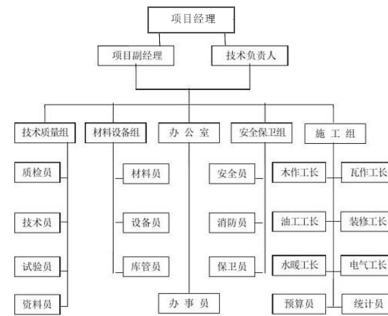 项目经理
项目副经理
技术负责人
技术质量组
材料设备组
办公室
安全保卫组
施工组
质检员
材料员
安全员
木作工长
瓦作工长
技术员
设备员
消防员
油工工长
装修工长
试验员
库管员
保卫员
水暖工长
电气工长
资料员
办事员
预算员
统计员